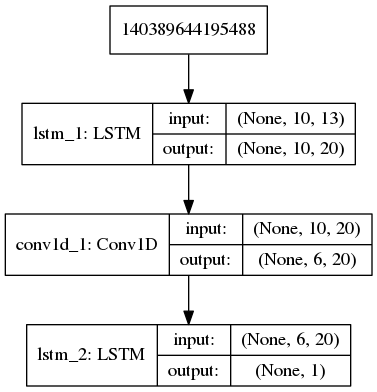 140389644195488
lstm_1: LSTM
input:
(None, 10, 13)
output:
(None, 10, 20)
conv1d_1: Conv1D
input:
(None, 10, 20)
output:
(None, 6, 20)
lstm_2: LSTM
input:
(None, 6, 20)
output:
(None, 1)